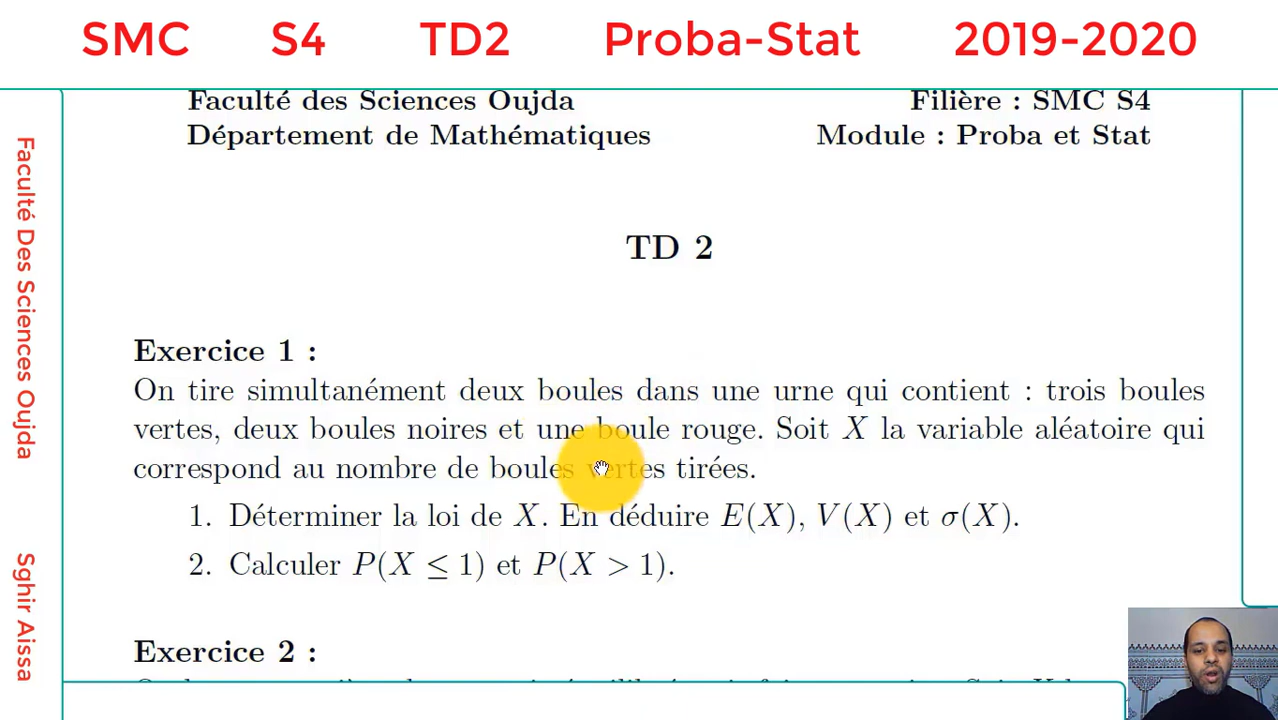 SMC S4 TD2 Proba-Stat 2019-2020
Faculté des Sciences Oujda Filière : SMC S4
Département de Mathématiques Module : Proba et Stat
TD 2
Exercice 1 :
On tire simultanément deux boules dans une urne qui contient : trois boules
vertes, deux boules noires et une boule rouge. Soit X la variable aléatoire qui
correspond au nombre de boules vertes tirées.
1. Déterminer la loi de X. En déduire E(X), V(X) et σ(X).
2. Calculer P(X ≤ 1) et P(X > 1).
Exercice 2 :
Faculté Des Sciences Oujda
Sghir Aissa